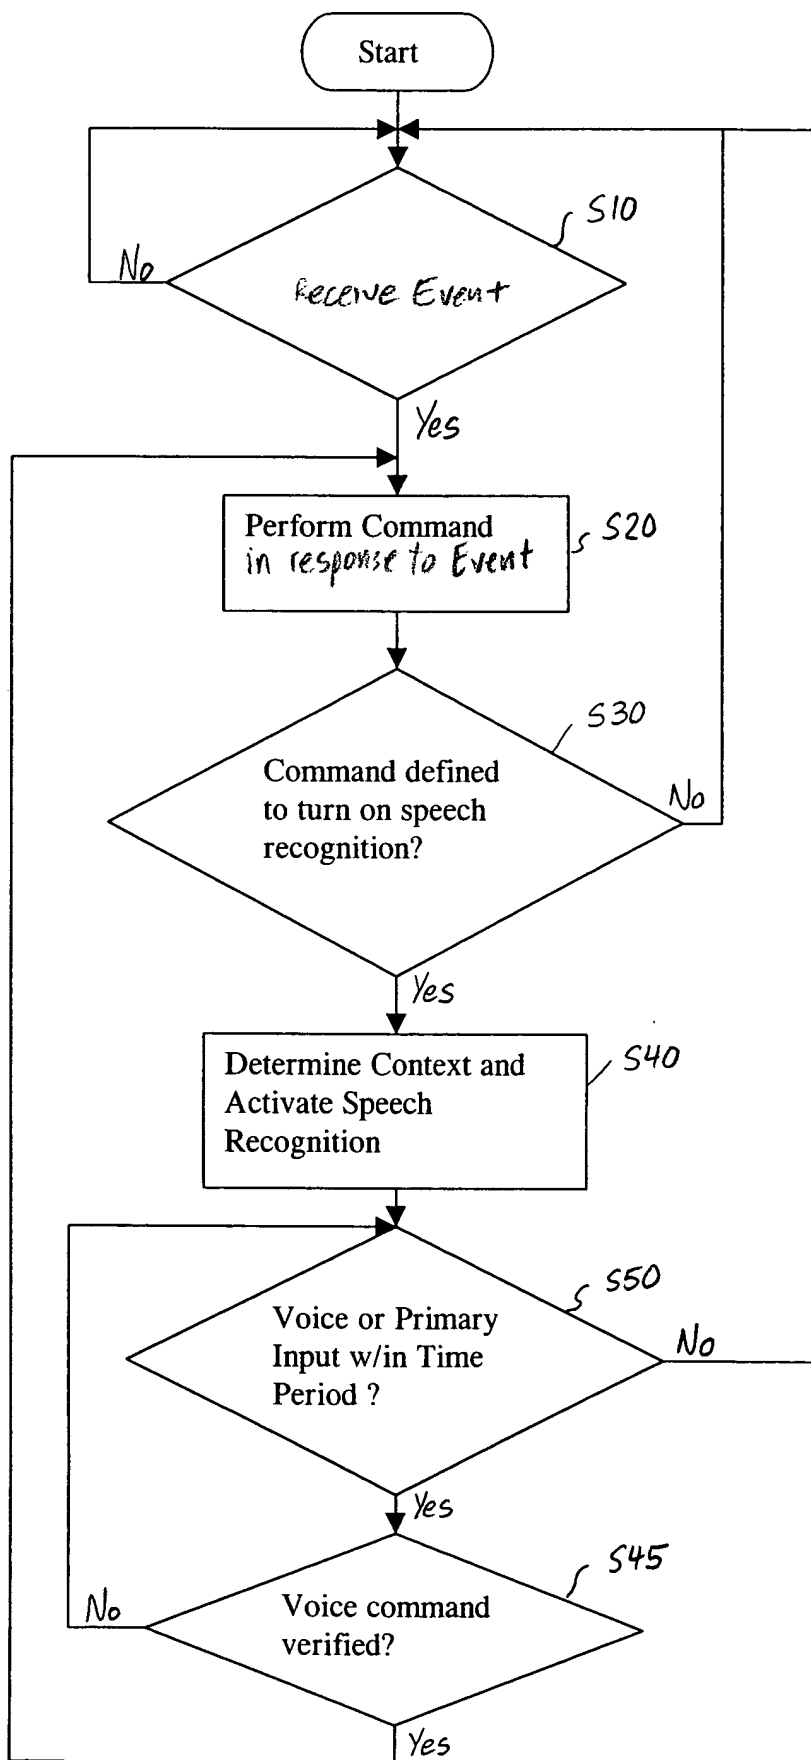 Start
S10
No
Receive Event
Yes
Perform Command
in response to Event
S20
S30
Command defined
to turn on speech
recognition?
No
Yes
Determine Context and
Activate Speech
Recognition
S40
S50
Voice or Primary
Input w/in Time
Period ?
No
Yes
S45
No
Voice command
verified?
Yes